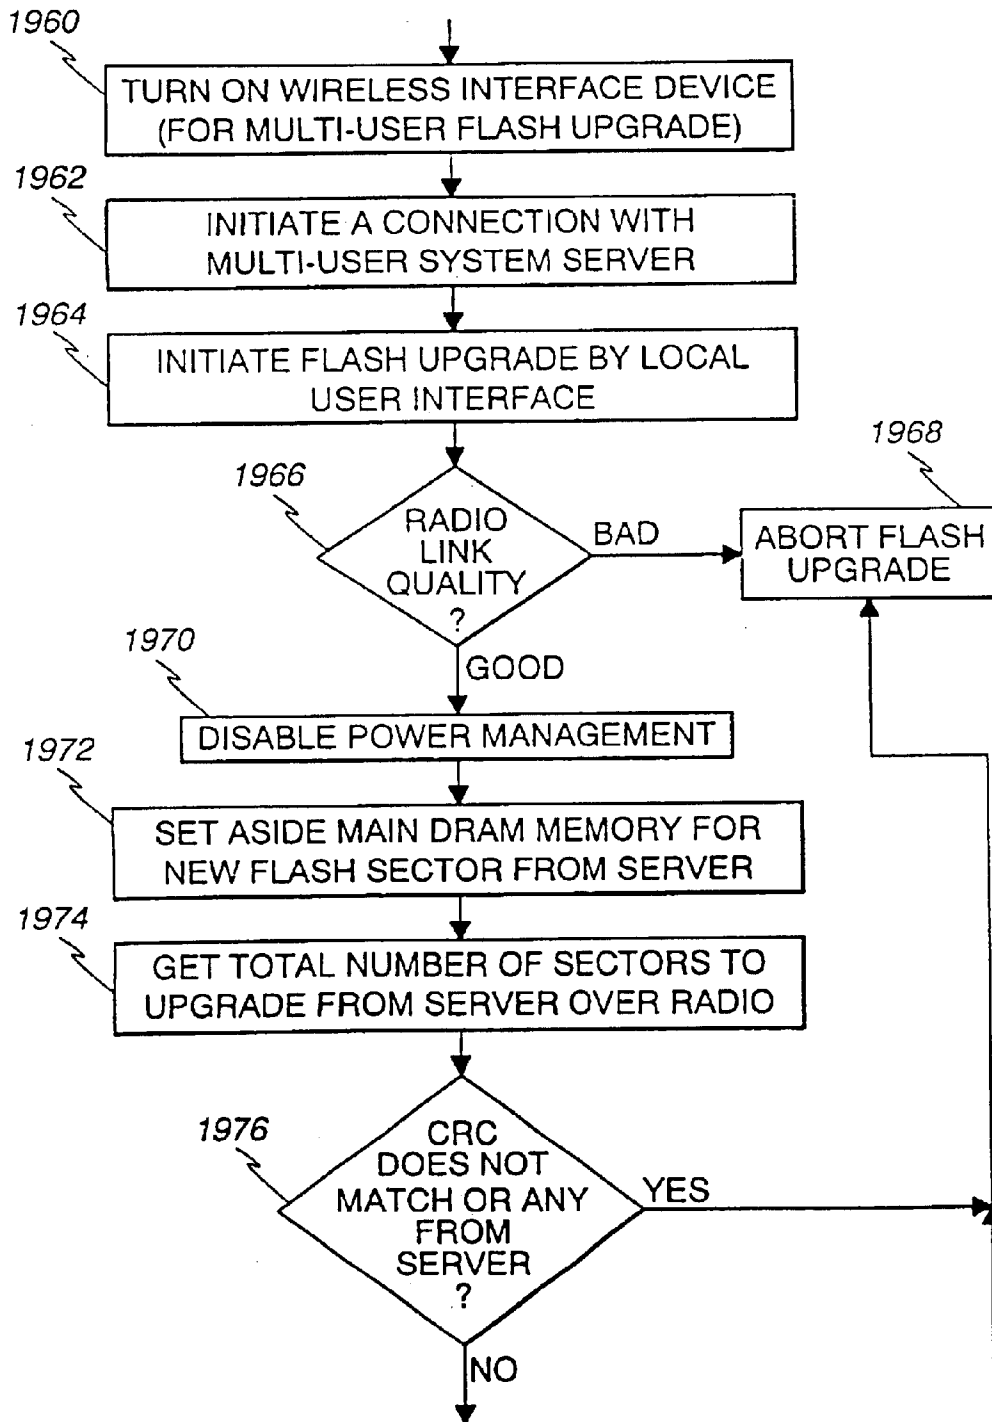 1960
TURN ON WIRELESS INTERFACE DEVICE
(FOR MULTI-USER FLASH UPGRADE)
1962
INITIATE A CONNECTION WITH
MULTI-USER SYSTEM SERVER
1964
INITIATE FLASH UPGRADE BY LOCAL
USER INTERFACE
1966
RADIO
LINK
QUALITY
?
BAD
1968
ABORT FLASH
UPGRADE
GOOD
1970
DISABLE POWER MANAGEMENT
1972
SET ASIDE MAIN DRAM MEMORY FOR
NEW FLASH SECTOR FROM SERVER
1974
GET TOTAL NUMBER OF SECTORS TO
UPGRADE FROM SERVER OVER RADIO
1976
CRC
DOES NOT
MATCH OR ANY
FROM
SERVER
?
YES
NO